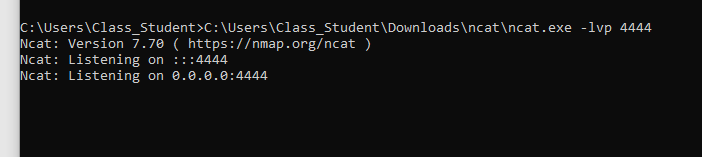 C:\Users\Class_Student>C:\Users\Class_Student\Downloads\ncat\ncat.exe -lvp 4444
Ncat: Version 7.70 ( https://nmap.org/ncat )
Ncat: Listening on :::4444
Ncat: Listening on 0.0.0.0:4444